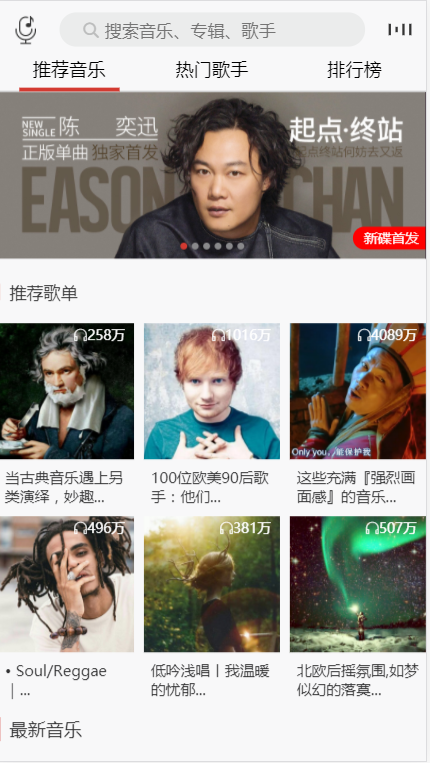 搜索音乐、专辑、歌手
推荐音乐 热门歌手 排行榜
NEW
SINGLE
陈 奕迅
正版单曲 独家首发
起点·终站
起点终站何妨去又返
EASON CHAN
新碟首发
推荐歌单
258万 1016万 4089万
Only you, 能保护我
当古典音乐遇上另
类演绎，妙趣...
100位欧美90后歌
手：他们...
这些充满『强烈画
面感』的音乐...
496万 381万 507万
• Soul/Reggae
｜...
低吟浅唱丨我温暖
的忧郁...
北欧后摇氛围,如梦
似幻的落寞...
最新音乐